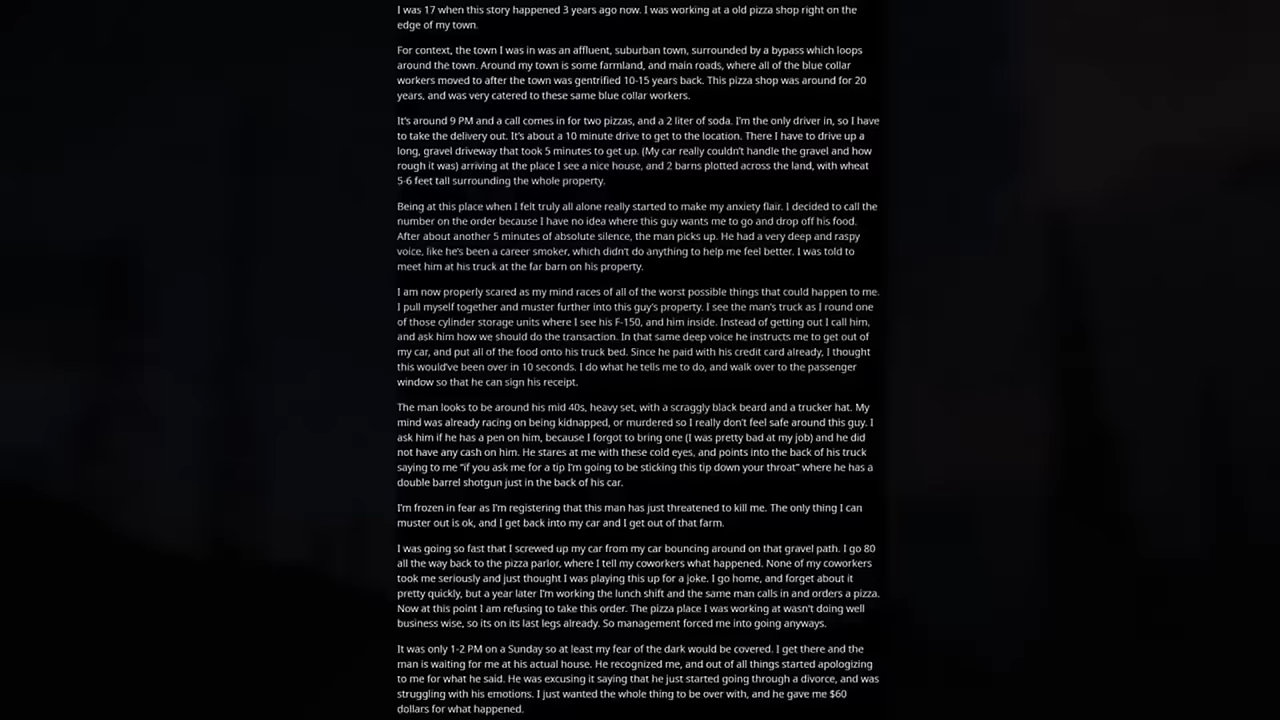 I was 17 when this story happened 3 years ago now. I was working at a old pizza shop right on the
edge of my town.
For context, the town I was in was an affluent, suburban town, surrounded by a bypass which loops
around the town. Around my town is some farmland, and main roads, where all of the blue collar
workers moved to after the town was gentrified 10-15 years back. This pizza shop was around for 20
years, and was very catered to these same blue collar workers.
It's around 9 PM and a call comes in for two pizzas, and a 2 liter of soda. I'm the only driver in, so I have
to take the delivery out. It's about a 10 minute drive to get to the location. There I have to drive up a
long, gravel driveway that took 5 minutes to get up. (My car really couldn't handle the gravel and how
rough it was) arriving at the place I see a nice house, and 2 barns plotted across the land, with wheat
5-6 feet tall surrounding the whole property.
Being at this place when I felt truly all alone really started to make my anxiety flair. I decided to call the
number on the order because I have no idea where this guy wants me to go and drop off his food.
After about another 5 minutes of absolute silence, the man picks up. He had a very deep and raspy
voice, like he's been a career smoker, which didn't do anything to help me feel better. I was told to
meet him at his truck at the far barn on his property.
I am now properly scared as my mind races of all of the worst possible things that could happen to me.
I pull myself together and muster further into this guy's property. I see the man's truck as I round one
of those cylinder storage units where I see his F-150, and him inside. Instead of getting out I call him,
and ask him how we should do the transaction. In that same deep voice he instructs me to get out of
my car, and put all of the food onto his truck bed. Since he paid with his credit card already, I thought
this would've been over in 10 seconds. I do what he tells me to do, and walk over to the passenger
window so that he can sign his receipt.
The man looks to be around his mid 40s, heavy set, with a scraggly black beard and a trucker hat. My
mind was already racing on being kidnapped, or murdered so I really don't feel safe around this guy. I
ask him if he has a pen on him, because I forgot to bring one (I was pretty bad at my job) and he did
not have any cash on him. He stares at me with these cold eyes, and points into the back of his truck
saying to me "if you ask me for a tip I'm going to be sticking this tip down your throat" where he has a
double barrel shotgun just in the back of his car.
I'm frozen in fear as I'm registering that this man has just threatened to kill me. The only thing I can
muster out is ok, and I get back into my car and I get out of that farm.
I was going so fast that I screwed up my car from my car bouncing around on that gravel path. I go 80
all the way back to the pizza parlor, where I tell my coworkers what happened. None of my coworkers
took me seriously and just thought I was playing this up for a joke. I go home, and forget about it
pretty quickly, but a year later I'm working the lunch shift and the same man calls in and orders a pizza.
Now at this point I am refusing to take this order. The pizza place I was working at wasn't doing well
business wise, so its on its last legs already. So management forced me into going anyways.
It was only 1-2 PM on a Sunday so at least my fear of the dark would be covered. I get there and the
man is waiting for me at his actual house. He recognized me, and out of all things started apologizing
to me for what he said. He was excusing it saying that he just started going through a divorce, and was
struggling with his emotions. I just wanted the whole thing to be over with, and he gave me $60
dollars for what happened.